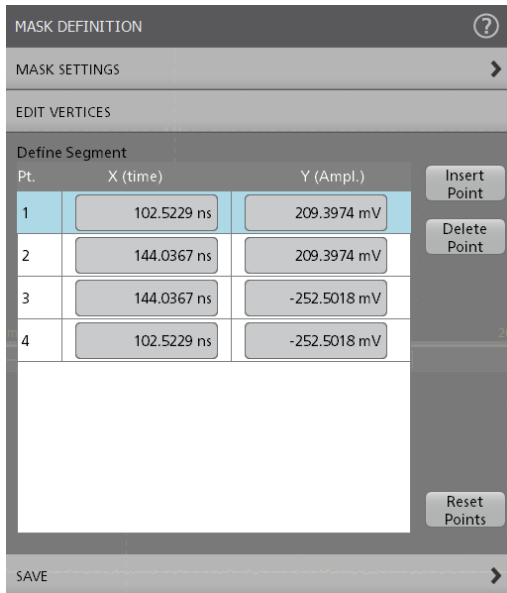 MASK DEFINITION ?
MASK SETTINGS
EDIT VERTICES
Define Segment
Pt. X (time) Y (Ampl.)
Insert
Point
1 102.5229 ns 209.3974 mV
Delete
Point
2 144.0367 ns 209.3974 mV
3 144.0367 ns -252.5018 mV
4 102.5229 ns -252.5018 mV
Reset
Points
SAVE